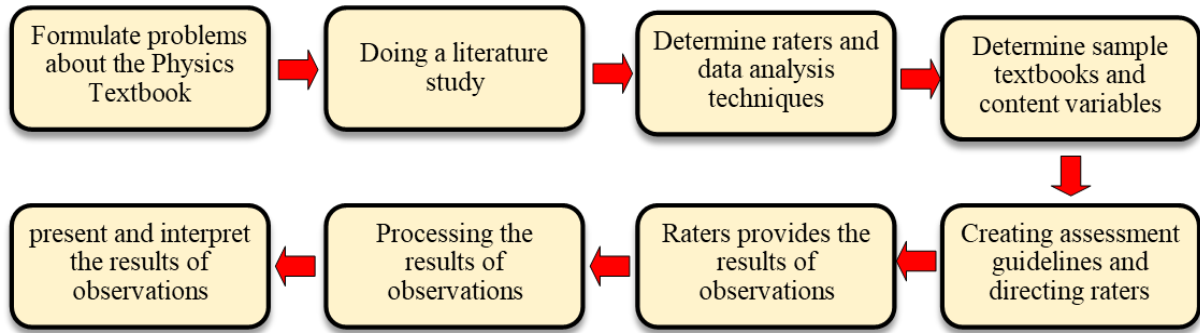 Formulate problems
about the Physics
Textbook
Doing a literature
study
Determine raters and
data analysis
techniques
Determine sample
textbooks and
content variables
Creating assessment
guidelines and
directing raters
Raters provides the
results of
observations
Processing the
results of
observations
present and interpret
the results of
observations